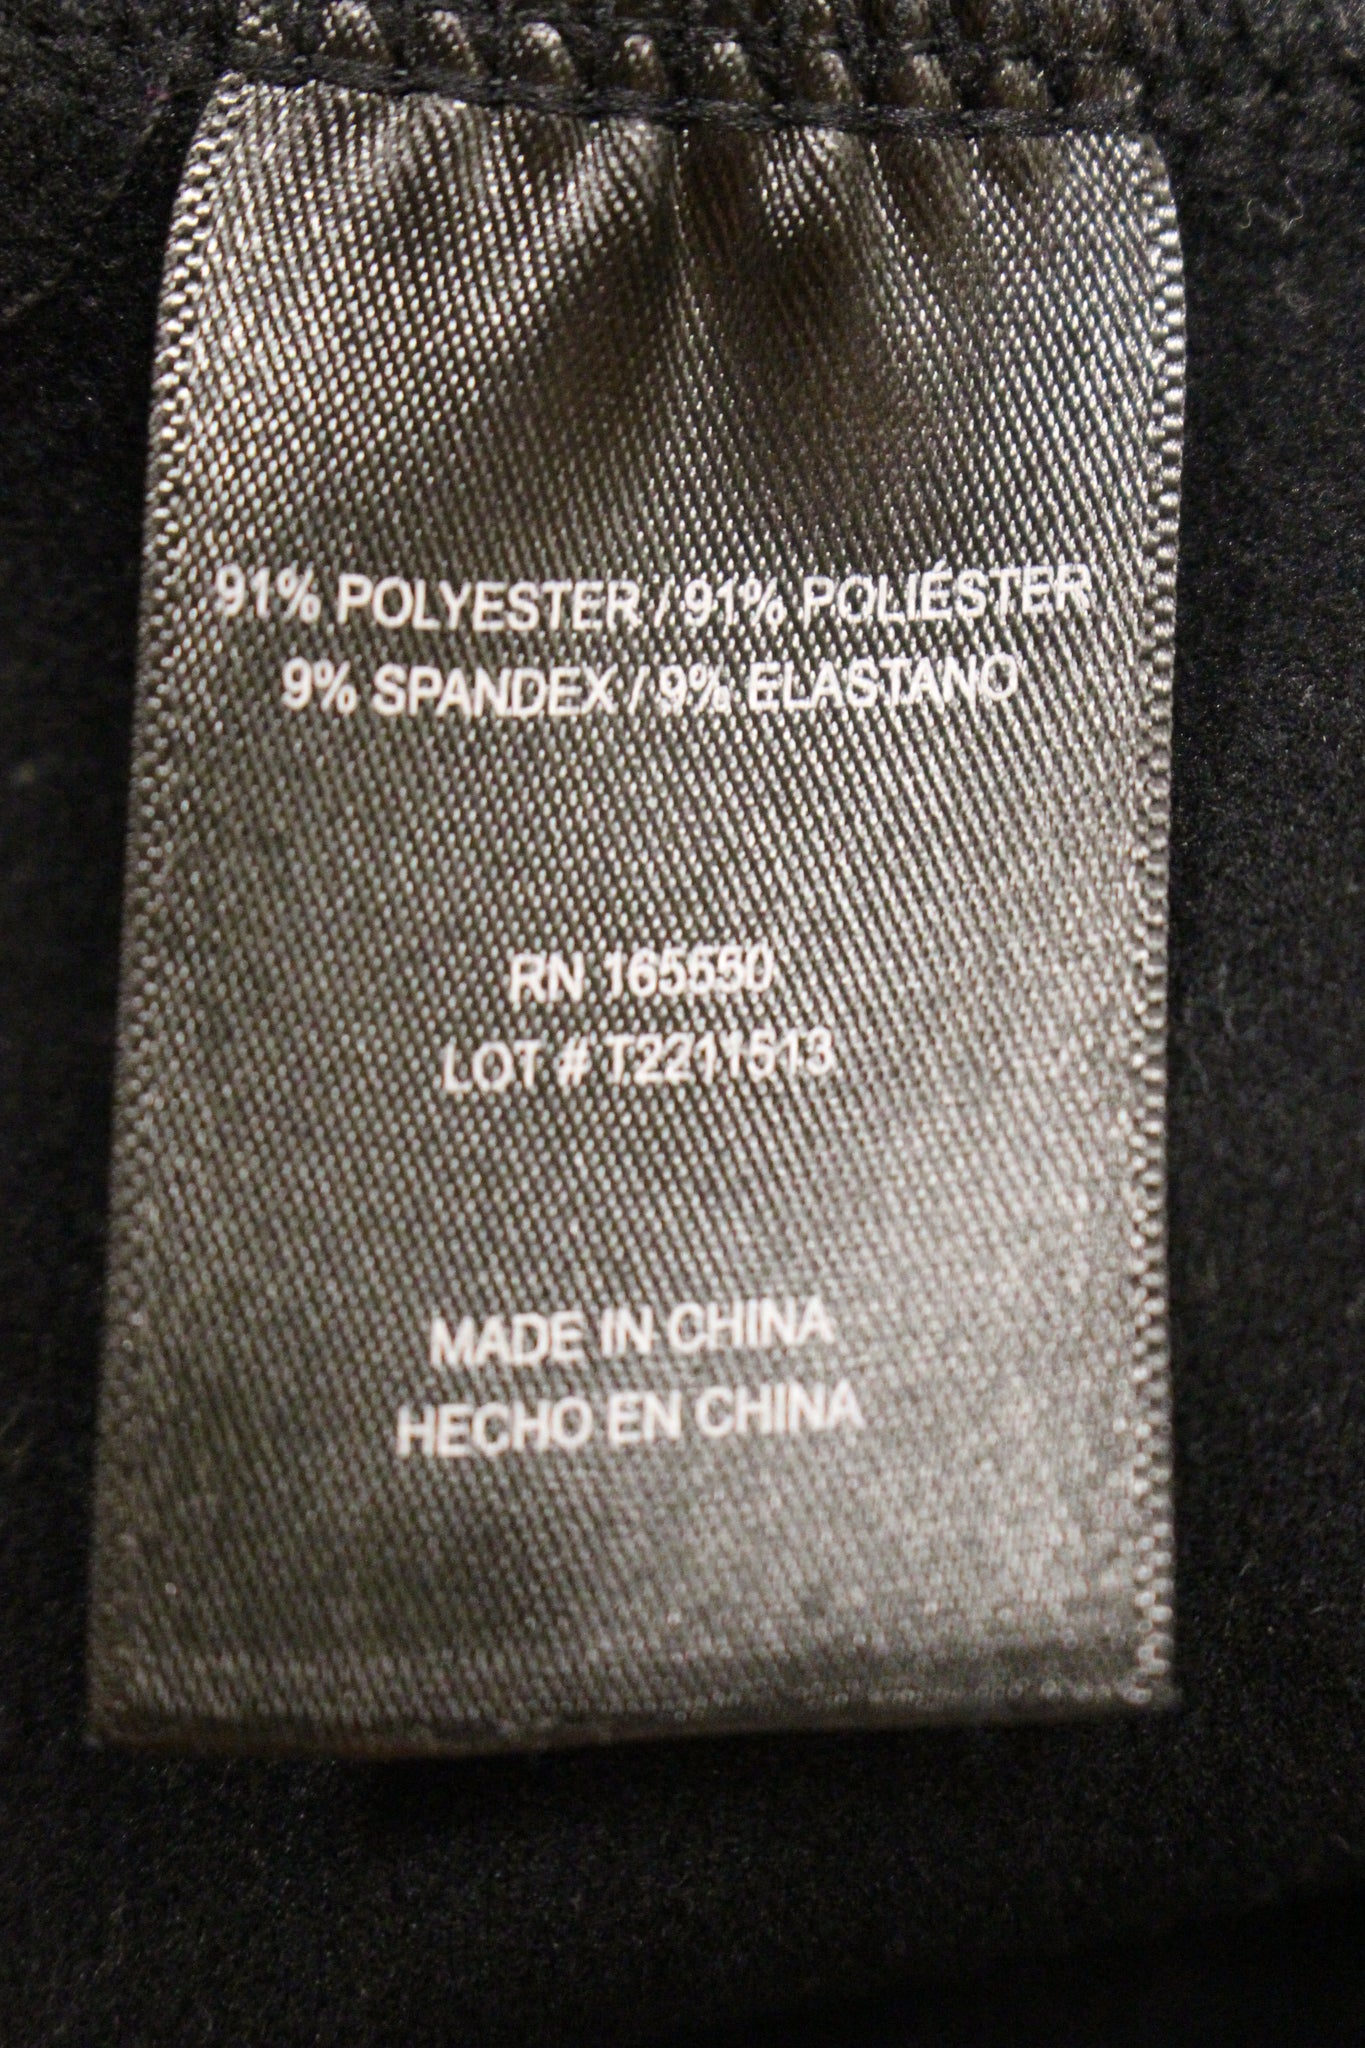 91% POLYESTER / 91% POLIÉSTER
9% SPANDEX / 9% ELASTANO
RN 165550
LOT # T2211513
MADE IN CHINA
HECHO EN CHINA